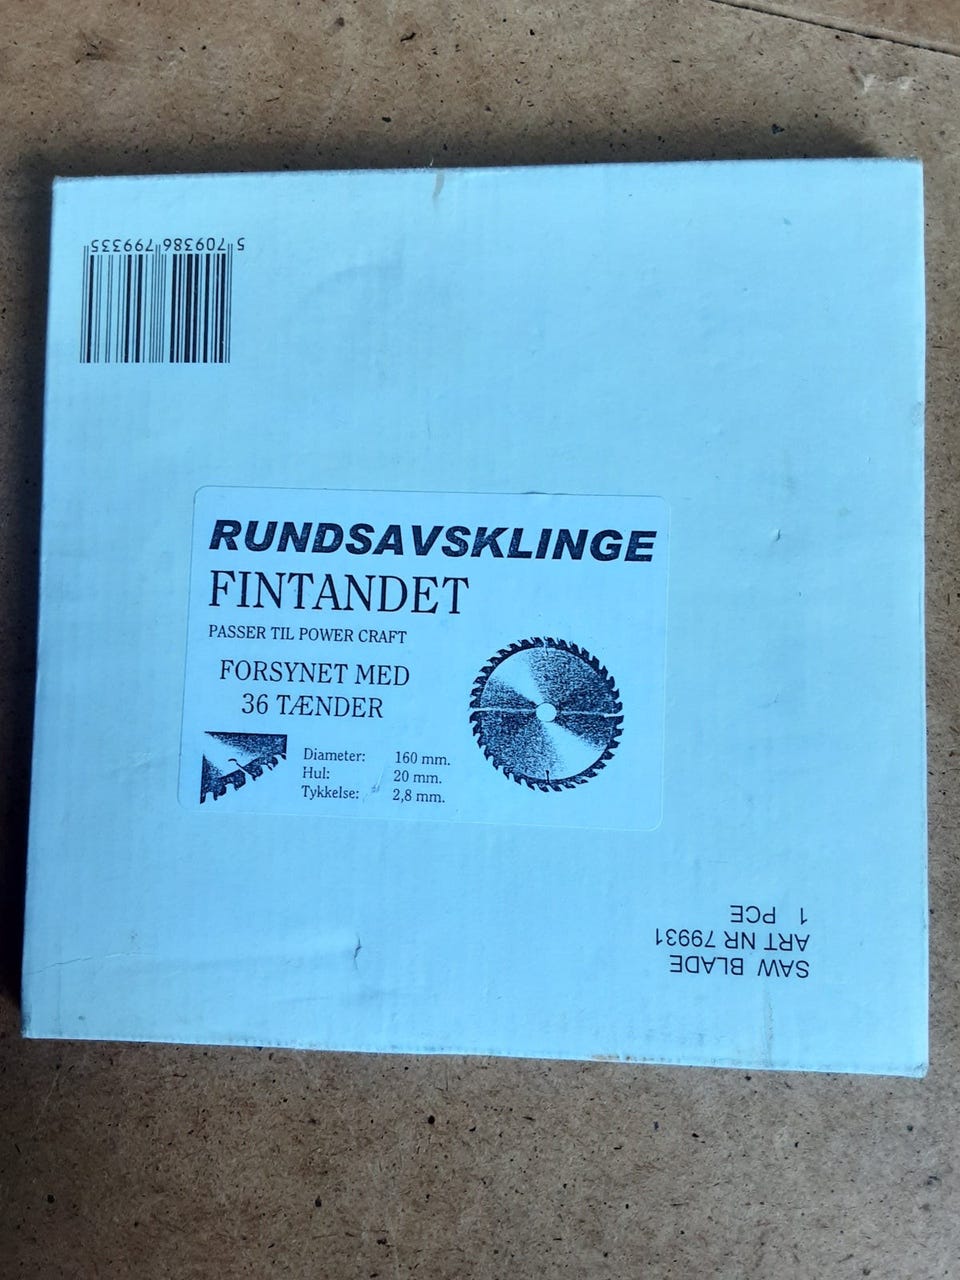 5 709386 799335
RUNDSAVSKLINGE
FINTANDET
PASSER TIL POWER CRAFT
FORSYNET MED
36 TÆNDER
Diameter: 160 mm.
Hul: 20 mm.
Tykkelse: 2,8 mm.
SAW BLADE
ART NR 79931
1 PCE